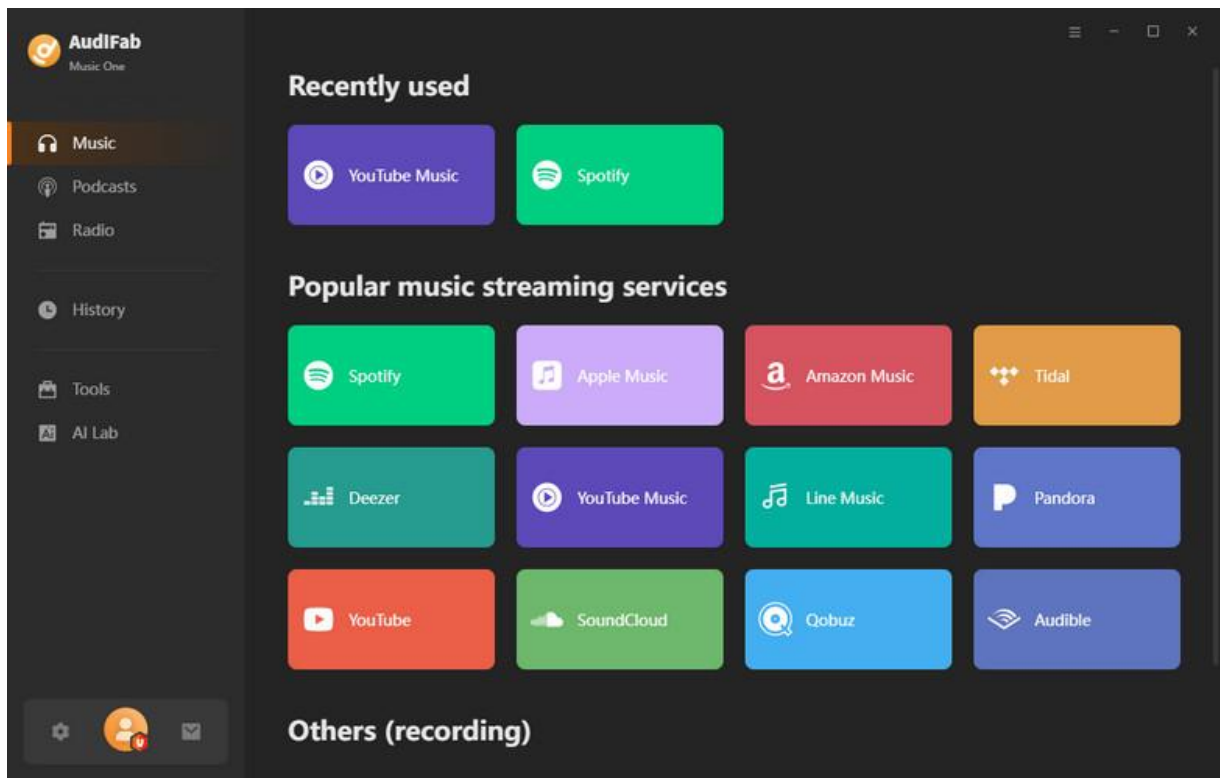 AudiFab
Music One
Music
Podcasts
Radio
History
Tools
AI Lab
Recently used
YouTube Music
Spotify
Popular music streaming services
Spotify
Apple Music
Amazon Music
Tidal
Deezer
YouTube Music
Line Music
Pandora
YouTube
SoundCloud
Qobuz
Audible
Others (recording)